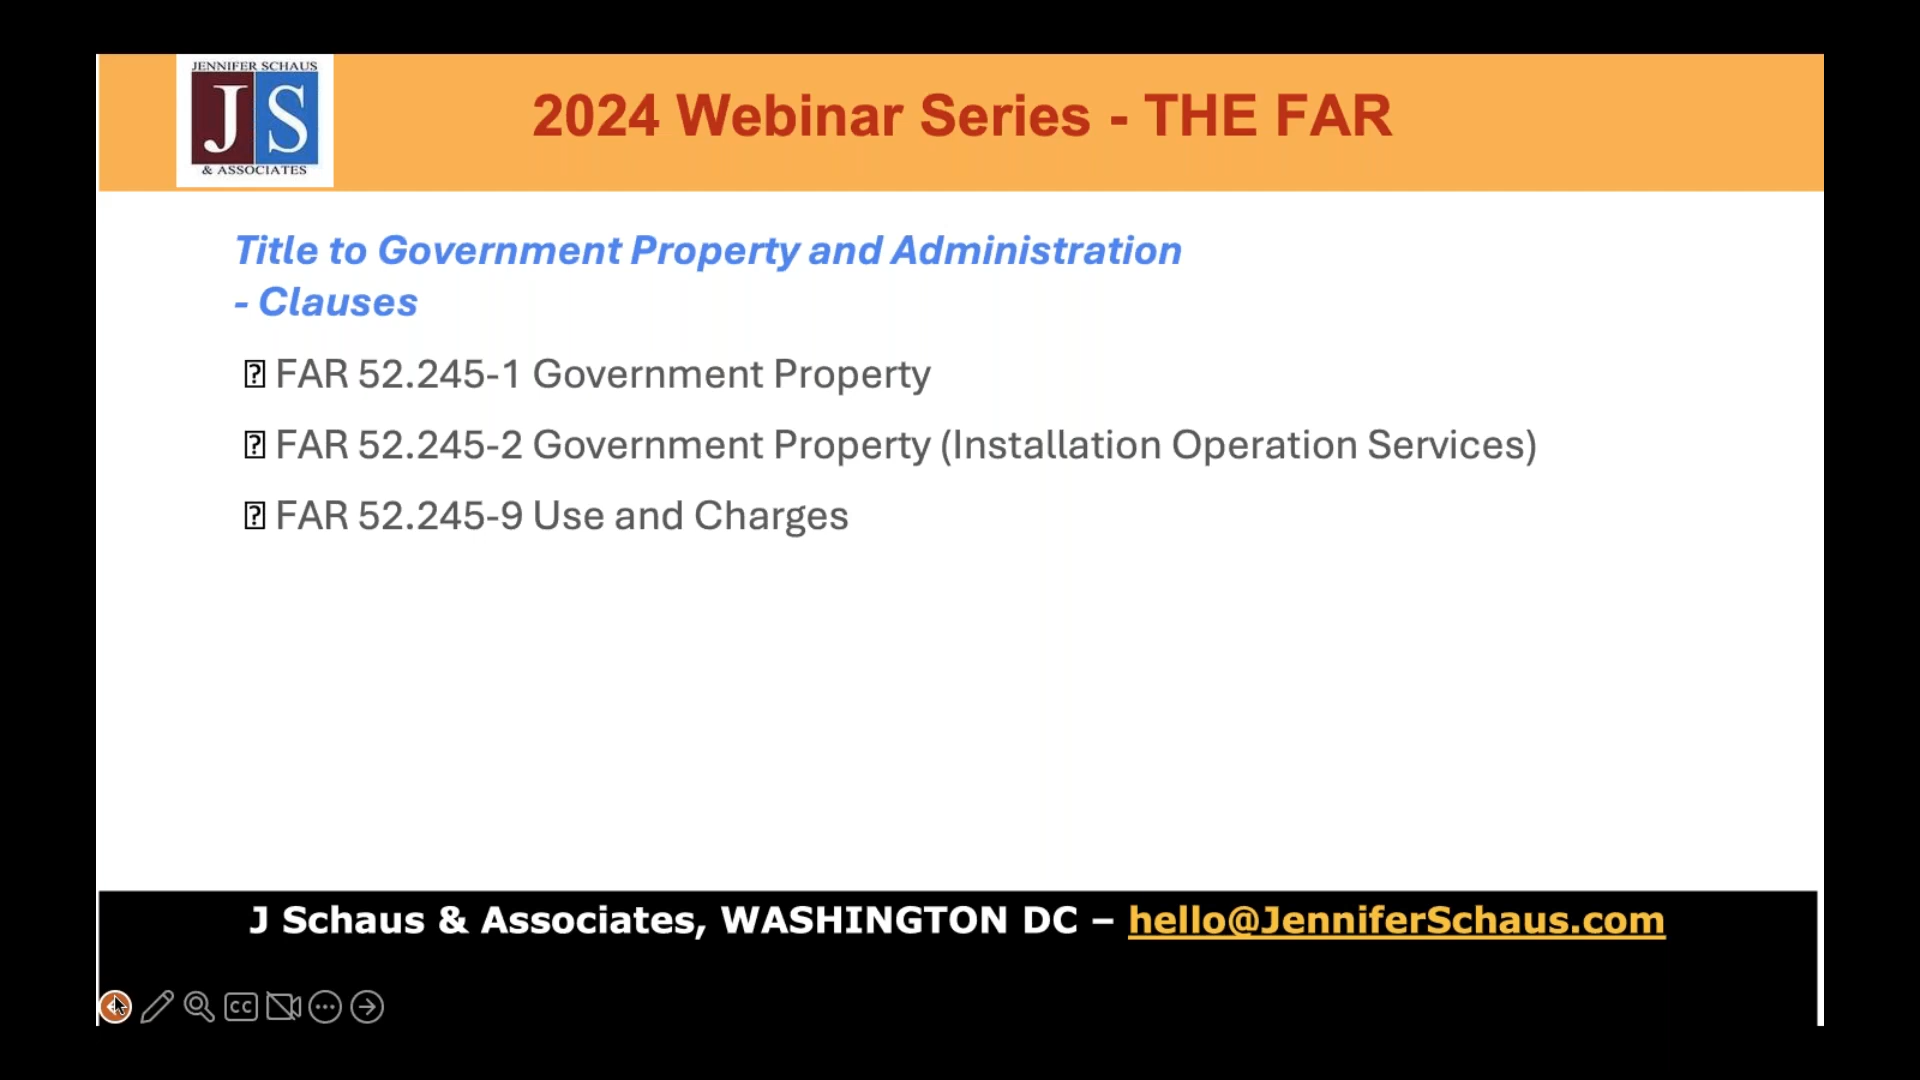 JENNIFER SCHAUS
JS
& ASSOCIATES
2024 Webinar Series - THE FAR
Title to Government Property and Administration
- Clauses
FAR 52.245-1 Government Property
FAR 52.245-2 Government Property (Installation Operation Services)
FAR 52.245-9 Use and Charges
J Schaus & Associates, WASHINGTON DC – hello@JenniferSchaus.com
CC